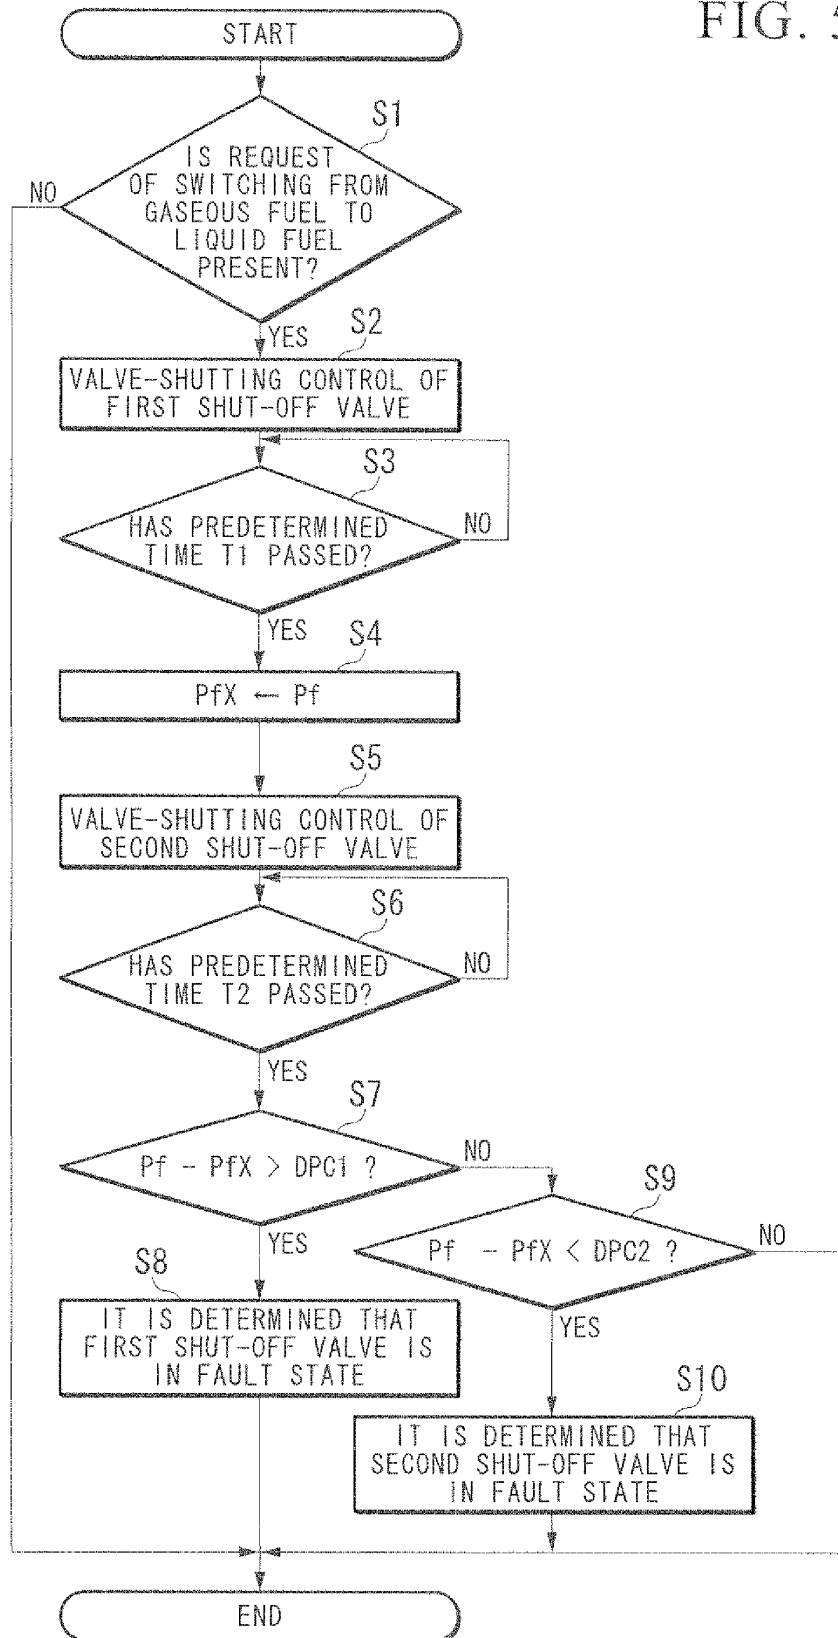 FIG. 5
START
S1
IS REQUEST
OF SWITCHING FROM
GASEOUS FUEL TO
LIQUID FUEL
PRESENT?
NO
YES
S2
VALVE-SHUTTING CONTROL OF
FIRST SHUT-OFF VALVE
S3
HAS PREDETERMINED
TIME T1 PASSED?
NO
YES
S4
PfX ← Pf
S5
VALVE-SHUTTING CONTROL OF
SECOND SHUT-OFF VALVE
S6
HAS PREDETERMINED
TIME T2 PASSED?
NO
YES
S7
Pf - PfX > DPC1 ?
NO
YES
S9
Pf - PfX < DPC2 ?
NO
YES
S8
IT IS DETERMINED THAT
FIRST SHUT-OFF VALVE IS
IN FAULT STATE
S10
IT IS DETERMINED THAT
SECOND SHUT-OFF VALVE IS
IN FAULT STATE
END